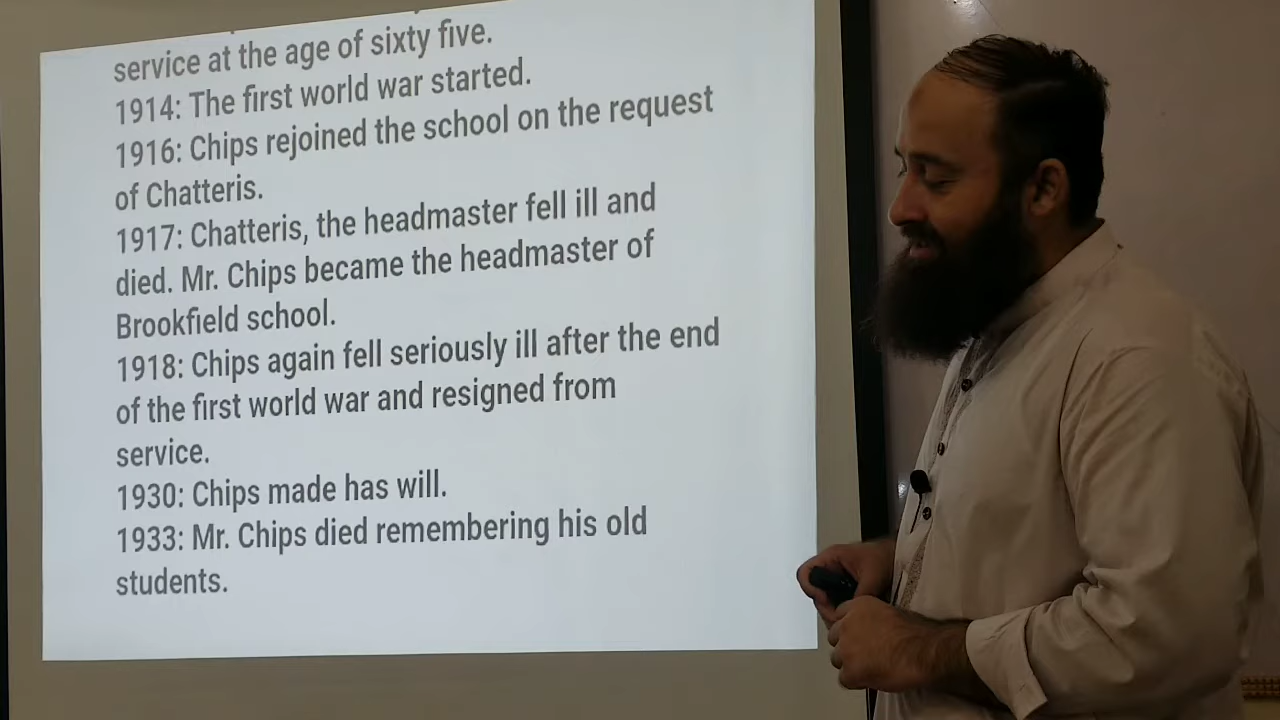 service at the age of sixty five.
1914: The first world war started.
1916: Chips rejoined the school on the request
of Chatteris.
1917: Chatteris, the headmaster fell ill and
died. Mr. Chips became the headmaster of
Brookfield school.
1918: Chips again fell seriously ill after the end
of the first world war and resigned from
service.
1930: Chips made has will.
1933: Mr. Chips died remembering his old
students.